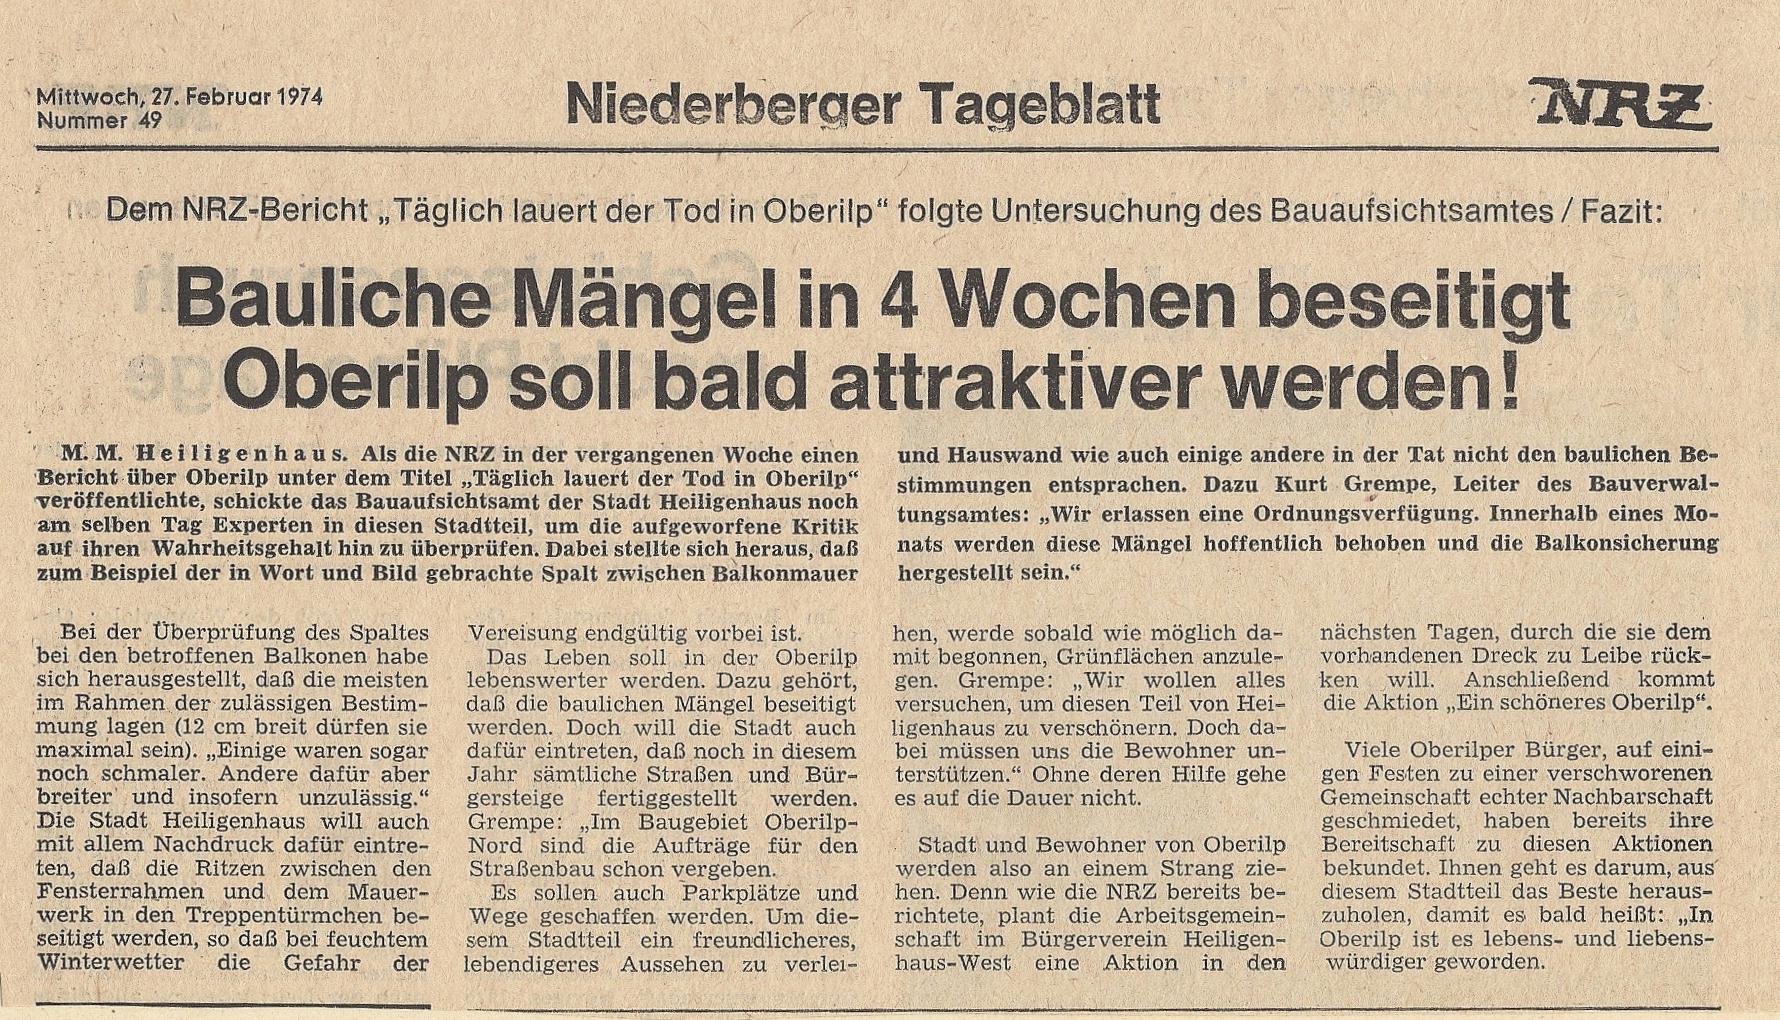 Mittwoch, 27. Februar 1974
Nummer 49
Niederberger Tageblatt
NRZ
Dem NRZ-Bericht „Täglich lauert der Tod in Oberilp“ folgte Untersuchung des Bauaufsichtsamtes / Fazit:
Bauliche Mängel in 4 Wochen beseitigt
Oberilp soll bald attraktiver werden!
M. M. Heiligenhaus. Als die NRZ in der vergangenen Woche einen
Bericht über Oberilp unter dem Titel „Täglich lauert der Tod in Oberilp“
veröffentlichte, schickte das Bauaufsichtsamt der Stadt Heiligenhaus noch
am selben Tag Experten in diesen Stadtteil, um die aufgeworfene Kritik
auf ihren Wahrheitsgehalt hin zu überprüfen. Dabei stellte sich heraus, daß
zum Beispiel der in Wort und Bild gebrachte Spalt zwischen Balkonmauer
und Hauswand wie auch einige andere in der Tat nicht den baulichen Be-
stimmungen entsprachen. Dazu Kurt Grempe, Leiter des Bauverwal-
tungsamtes: „Wir erlassen eine Ordnungsverfügung. Innerhalb eines Mo-
nats werden diese Mängel hoffentlich behoben und die Balkonsicherung
hergestellt sein.“
Bei der Überprüfung des Spaltes
bei den betroffenen Balkonen habe
sich herausgestellt, daß die meisten
im Rahmen der zulässigen Bestim-
mung lagen (12 cm breit dürfen sie
maximal sein). „Einige waren sogar
noch schmaler. Andere dafür aber
breiter und insofern unzulässig.“
Die Stadt Heiligenhaus will auch
mit allem Nachdruck dafür eintre-
ten, daß die Ritzen zwischen den
Fensterrahmen und dem Mauer-
werk in den Treppentürmchen be-
seitigt werden, so daß bei feuchtem
Winterwetter die Gefahr der
Vereisung endgültig vorbei ist.
Das Leben soll in der Oberilp
lebenswerter werden. Dazu gehört,
daß die baulichen Mängel beseitigt
werden. Doch will die Stadt auch
dafür eintreten, daß noch in diesem
Jahr sämtliche Straßen und Bür-
gersteige fertiggestellt werden.
Grempe: „Im Baugebiet Oberilp-
Nord sind die Aufträge für den
Straßenbau schon vergeben.
Es sollen auch Parkplätze und
Wege geschaffen werden. Um die-
sem Stadtteil ein freundlicheres,
lebendigeres Aussehen zu verlei-
hen, werde sobald wie möglich da-
mit begonnen, Grünflächen anzule-
gen. Grempe: „Wir wollen alles
versuchen, um diesen Teil von Hei-
ligenhaus zu verschönern. Doch da-
bei müssen uns die Bewohner un-
terstützen.“ Ohne deren Hilfe gehe
es auf die Dauer nicht.
Stadt und Bewohner von Oberilp
werden also an einem Strang zie-
hen. Denn wie die NRZ bereits be-
richtete, plant die Arbeitsgemein-
schaft im Bürgerverein Heiligen-
haus-West eine Aktion in den
nächsten Tagen, durch die sie dem
vorhandenen Dreck zu Leibe rück-
ken will. Anschließend kommt
die Aktion „Ein schöneres Oberilp“.
Viele Oberilper Bürger, auf eini-
gen Festen zu einer verschworenen
Gemeinschaft echter Nachbarschaft
geschmiedet, haben bereits ihre
Bereitschaft zu diesen Aktionen
bekundet. Ihnen geht es darum, aus
diesem Stadtteil das Beste heraus-
zuholen, damit es bald heißt: „In
Oberilp ist es lebens- und liebens-
würdiger geworden.